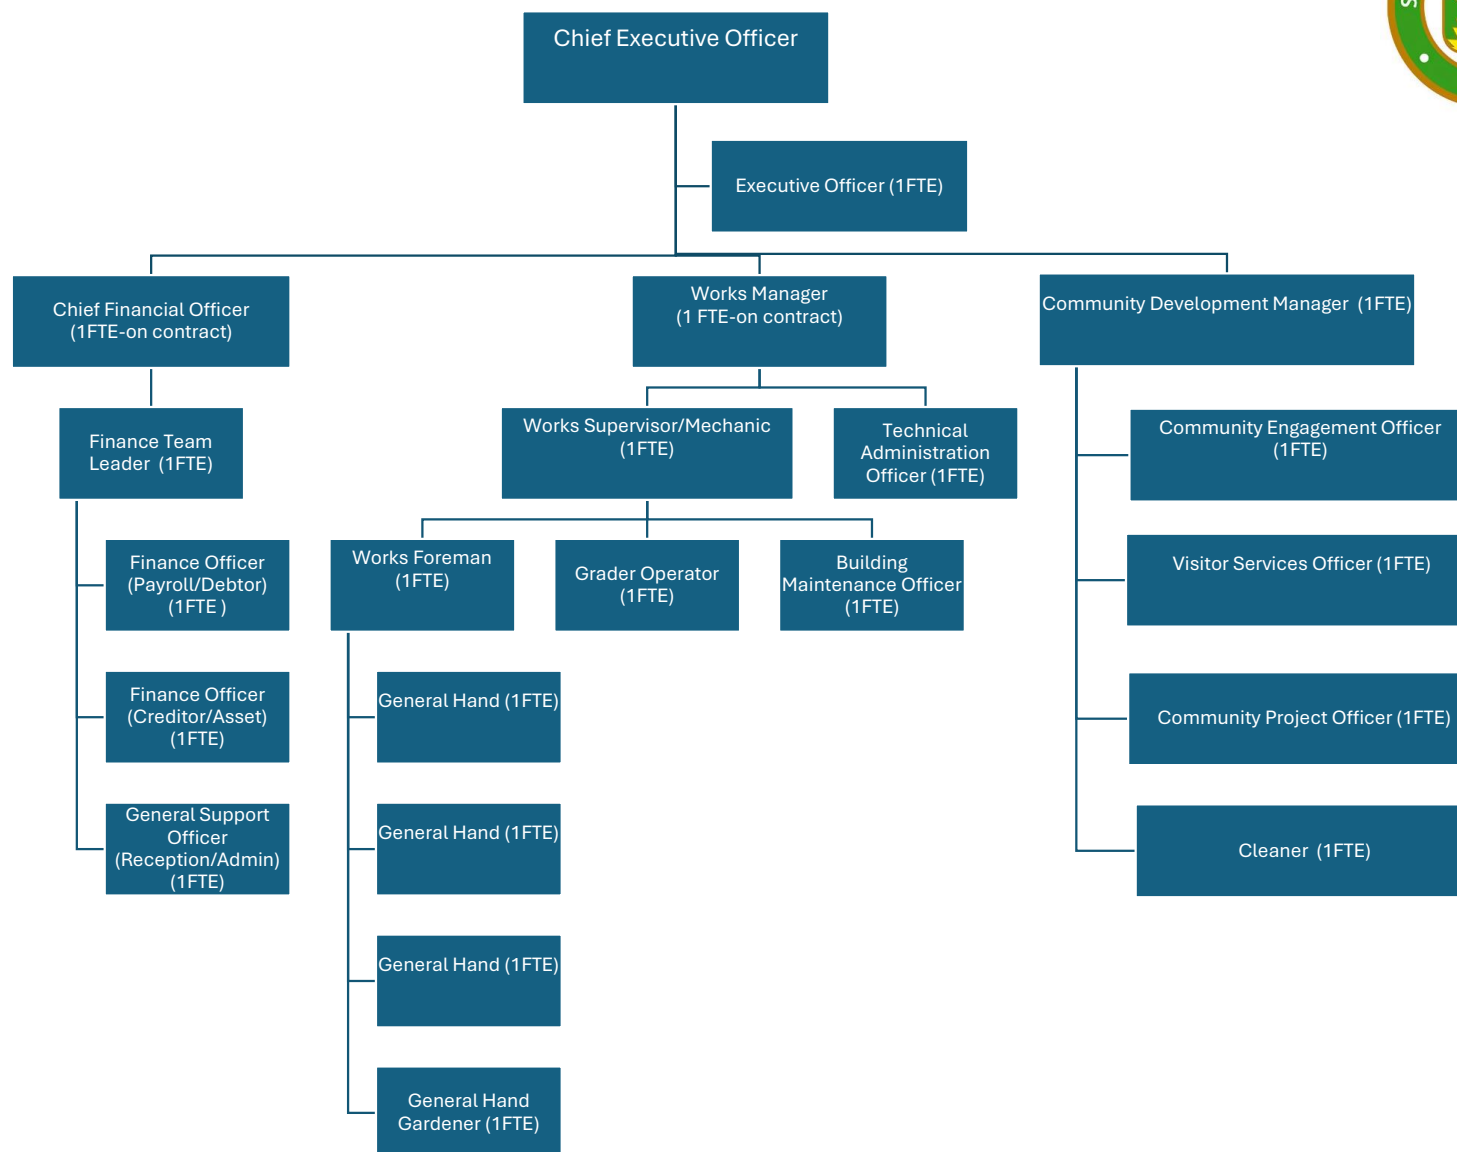 Chief Executive Officer
Executive Officer (1FTE)
Chief Financial Officer
(1FTE-on contract)
Works Manager
(1 FTE-on contract)
Community Development Manager (1FTE)
Finance Team
Leader (1FTE)
Works Supervisor/Mechanic
(1FTE)
Technical
Administration
Officer (1FTE)
Community Engagement Officer
(1FTE)
Finance Officer
(Payroll/Debtor)
(1FTE )
Works Foreman
(1FTE)
Grader Operator
(1FTE)
Building
Maintenance Officer
(1FTE)
Visitor Services Officer (1FTE)
Finance Officer
(Creditor/Asset)
(1FTE)
General Hand (1FTE)
Community Project Officer (1FTE)
General Support
Officer
(Reception/Admin)
(1FTE)
General Hand (1FTE)
Cleaner (1FTE)
General Hand (1FTE)
General Hand
Gardener (1FTE)